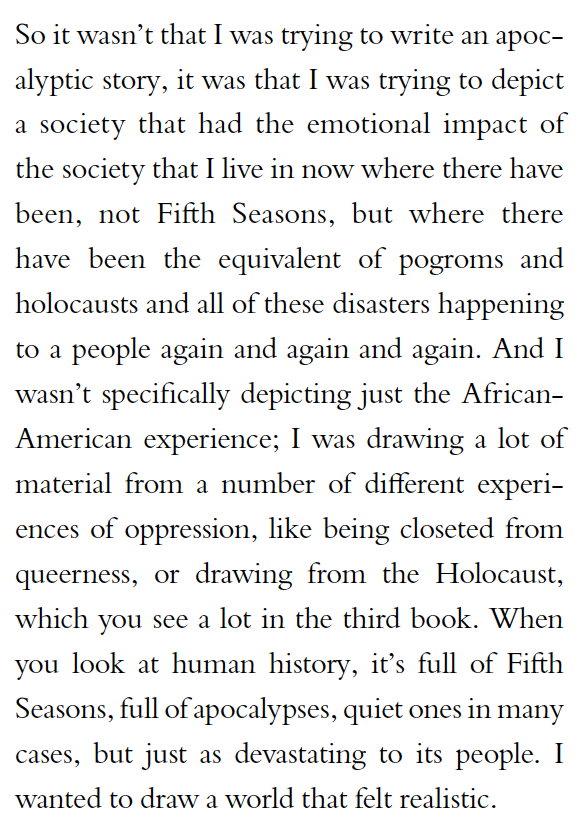 So it wasn’t that I was trying to write an apoc-
alyptic story, it was that I was trying to depict
a society that had the emotional impact of
the society that I live in now where there have
been, not Fifth Seasons, but where there
have been the equivalent of pogroms and
holocausts and all of these disasters happening
to a people again and again and again. And I
wasn’t specifically depicting just the African-
American experience; I was drawing a lot of
material from a number of different experi-
ences of oppression, like being closeted from
queerness, or drawing from the Holocaust,
which you see a lot in the third book. When
you look at human history, it’s full of Fifth
Seasons, full of apocalypses, quiet ones in many
cases, but just as devastating to its people. I
wanted to draw a world that felt realistic.